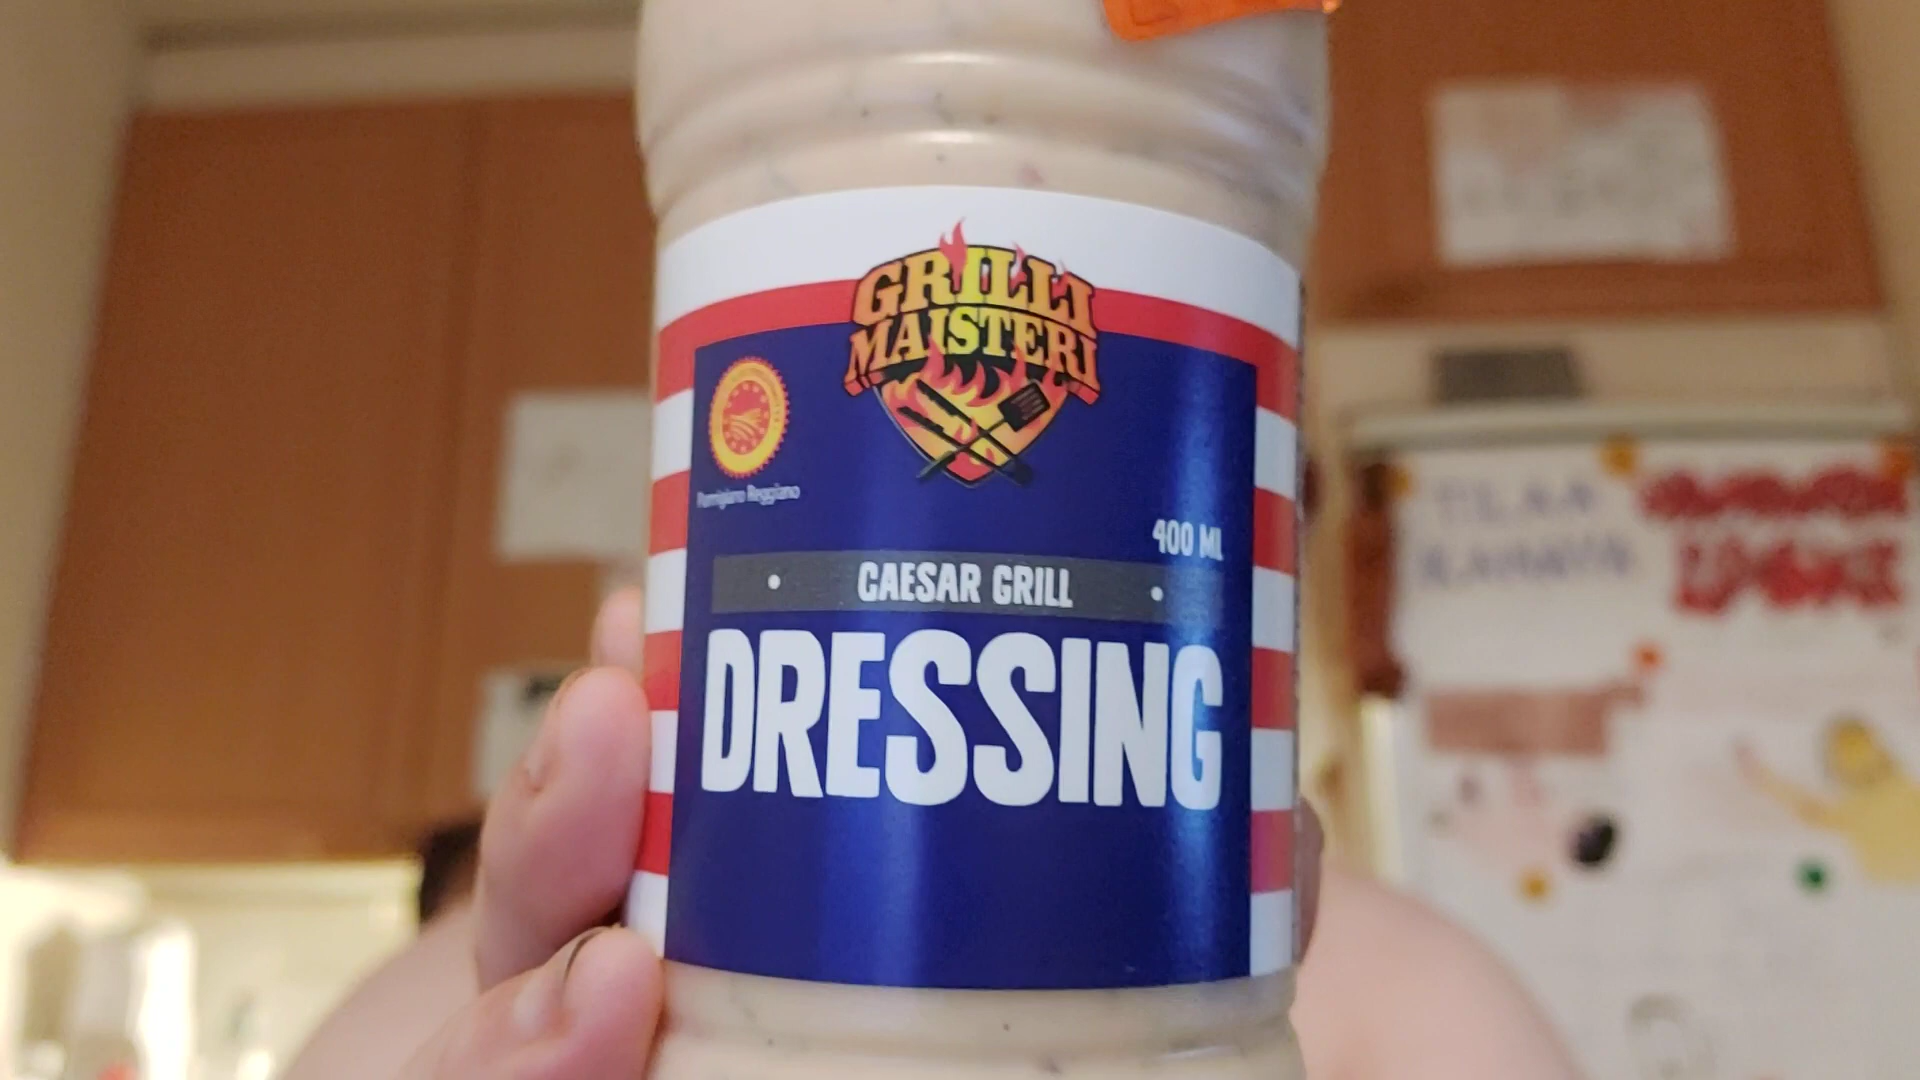 GRILLI
MAISTERI
Parmigiano Reggiano
400 ML
CAESAR GRILL
DRESSING